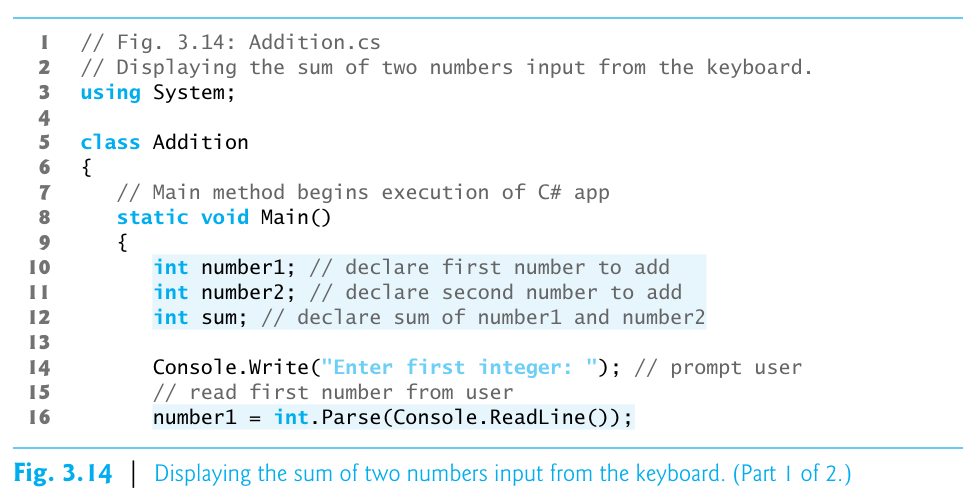 1 // Fig. 3.14: Addition.cs
2 // Displaying the sum of two numbers input from the keyboard.
3 using System;
4
5 class Addition
6 {
7 // Main method begins execution of C# app
8 static void Main()
9 {
10 int number1; // declare first number to add
11 int number2; // declare second number to add
12 int sum; // declare sum of number1 and number2
13
14 Console.Write("Enter first integer: "); // prompt user
15 // read first number from user
16 number1 = int.Parse(Console.ReadLine());
Fig. 3.14 | Displaying the sum of two numbers input from the keyboard. (Part 1 of 2.)